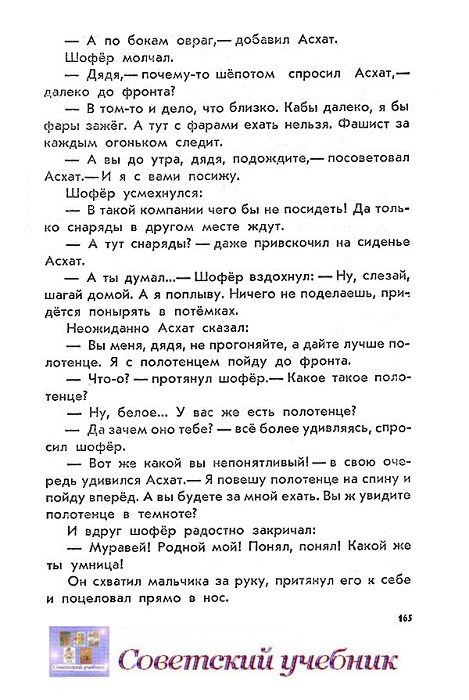 — А по бокам овраг,— добавил Асхат.
Шофёр молчал.
— Дядя,— почему-то шёпотом спросил Асхат,—
далеко до фронта?
— В том-то и дело, что близко. Кабы далеко, я бы
фары зажёг. А тут с фарами ехать нельзя. Фашист за
каждым огоньком следит.
— А вы до утра, дядя, подождите,— посоветовал
Асхат.— И я с вами посижу.
Шофёр усмехнулся:
— В такой компании чего бы не посидеть! Да толь-
ко снаряды в другом месте ждут.
— А тут снаряды? — даже привскочил на сиденье
Асхат.
— А ты думал...— Шофёр вздохнул: — Ну, слезай,
шагай домой. А я поплыву. Ничего не поделаешь, при-
дётся понырять в потёмках.
Неожиданно Асхат сказал:
— Вы меня, дядя, не прогоняйте, а дайте лучше по-
лотенце. Я с полотенцем пойду до фронта.
— Что-о? — протянул шофёр.— Какое такое поло-
тенце?
— Ну, белое... У вас же есть полотенце?
— Да зачем оно тебе? — всё более удивляясь, спро-
сил шофёр.
— Вот же какой вы непонятливый! — в свою оче-
редь удивился Асхат.— Я повешу полотенце на спину и
пойду вперёд. А вы будете за мной ехать. Вы ж увидите
полотенце в темноте?
И вдруг шофёр радостно закричал:
— Муравей! Родной мой! Понял, понял! Какой же
ты умница!
Он схватил мальчика за руку, притянул его к себе
и поцеловал прямо в нос.
165
Советский учебник
Советский учебник